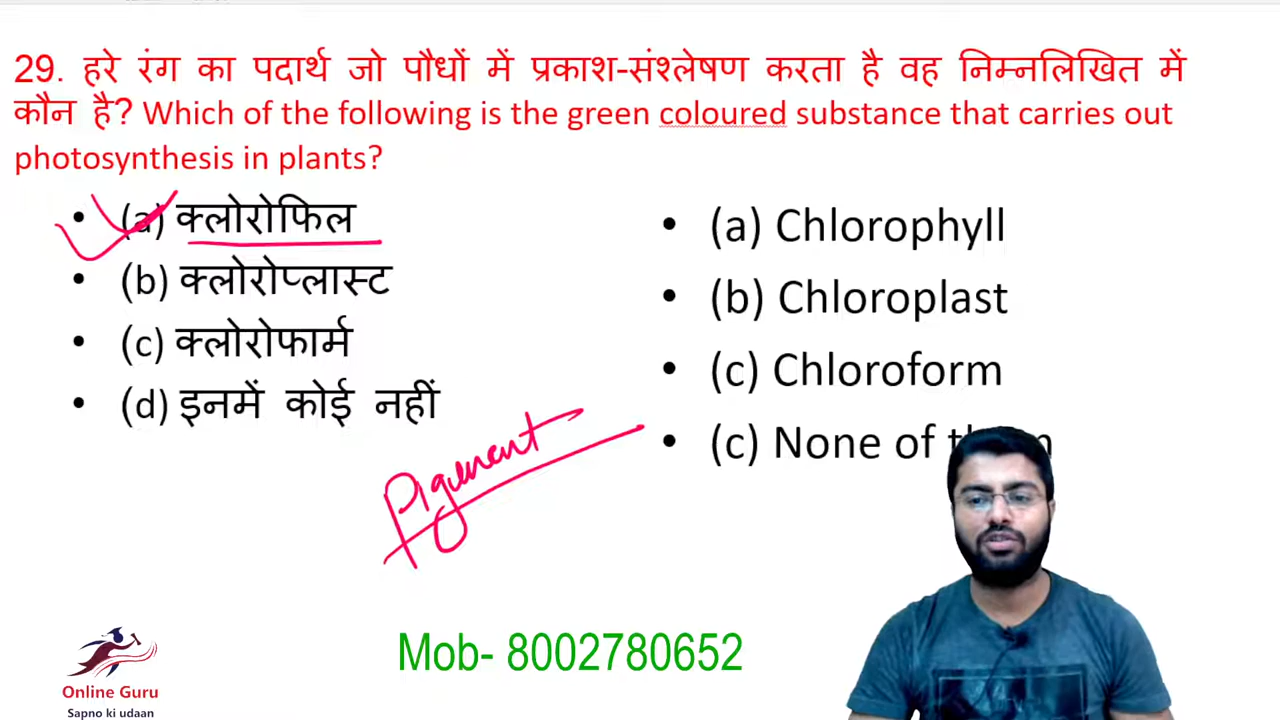 29. हरे रंग का पदार्थ जो पौधों में प्रकाश-संश्लेषण करता है वह निम्नलिखित में
कौन है? Which of the following is the green coloured substance that carries out
photosynthesis in plants?
• (a) क्लोरोफिल
• (b) क्लोरोप्लास्ट
• (c) क्लोरोफार्म
• (d) इनमें कोई नहीं
• (a) Chlorophyll
• (b) Chloroplast
• (c) Chloroform
• (c) None of them
Pigment
Mob- 8002780652
Online Guru
Sapno ki udaan